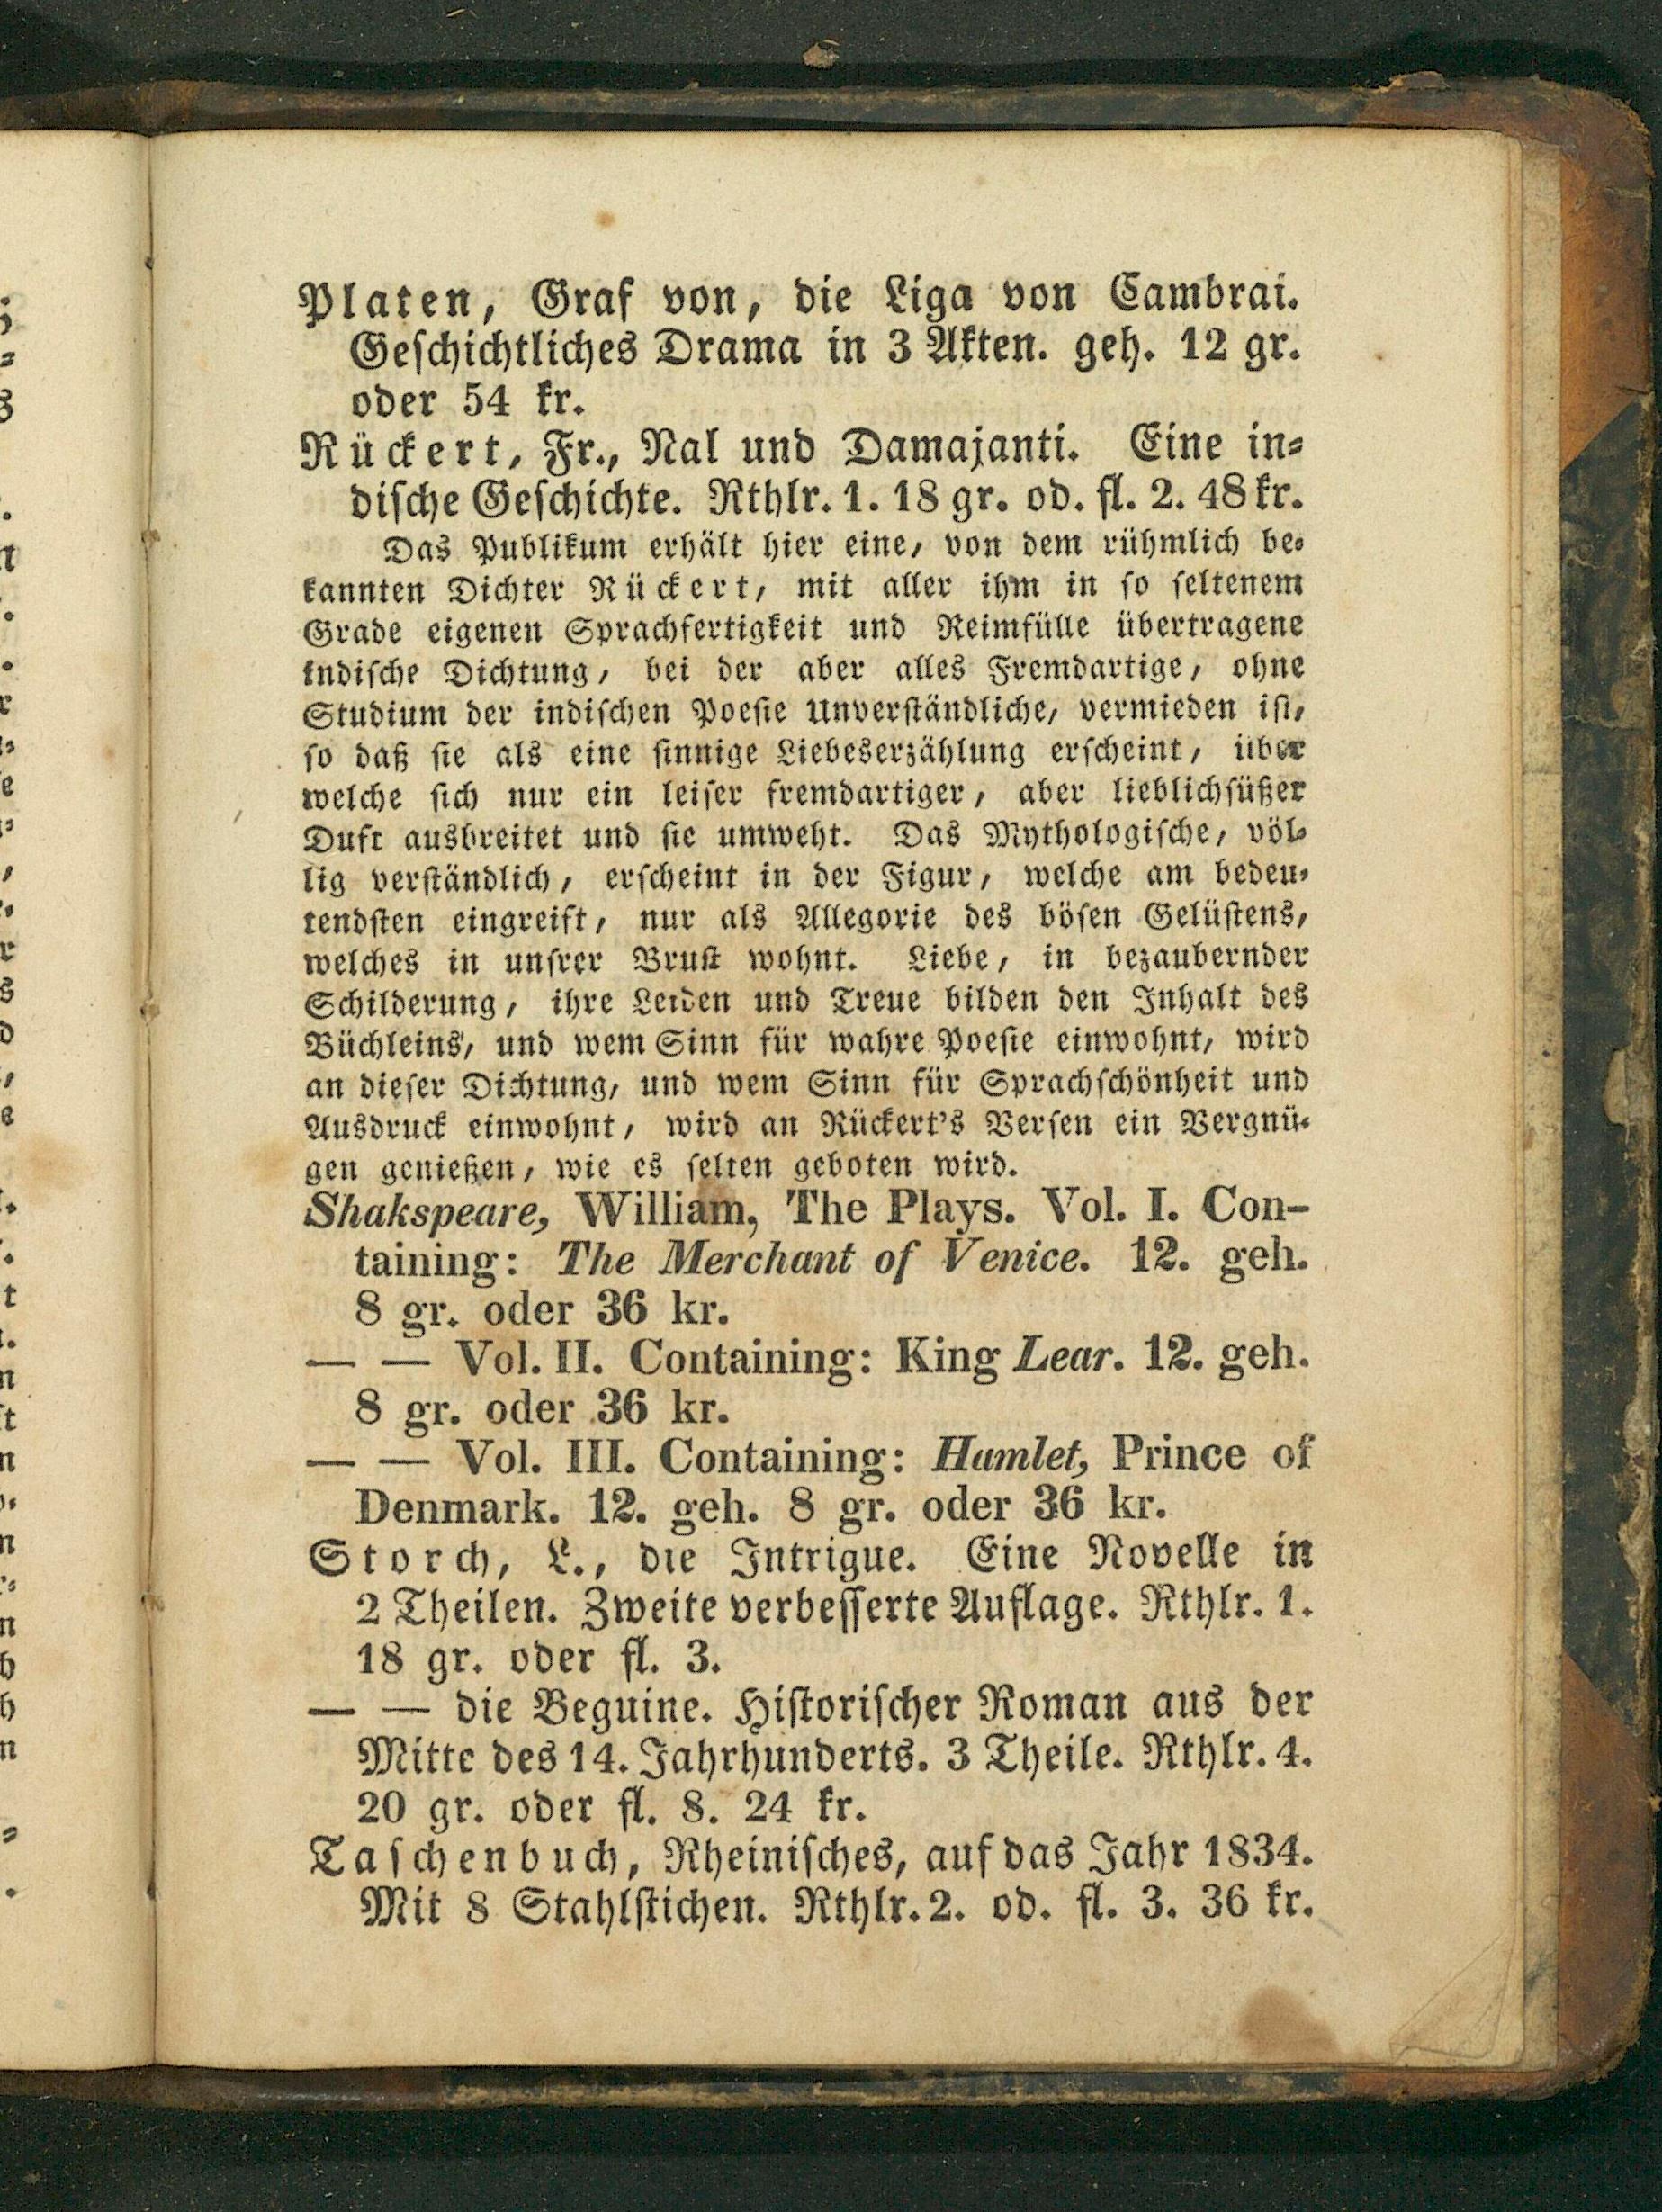 Platen, Graf von, die Liga von Cambrai.
Geſchichtliches Drama in 3 Akten. geh. 12 gr.
oder 54 kr.
Rückert, Fr., Nal und Damajanti. Eine in-
diſche Geſchichte. Rthlr. 1. 18 gr. od. fl. 2. 48 kr.
Das Publikum erhält hier eine, von dem rühmlich be-
kannten Dichter Rückert, mit aller ihm in ſo ſeltenem
Grade eigenen Sprachfertigkeit und Reimfülle übertragene
indiſche Dichtung, bei der aber alles Fremdartige, ohne
Studium der indiſchen Poeſie Unverſtändliche, vermieden iſt,
ſo daß ſie als eine ſinnige Liebeserzählung erſcheint, über
welche ſich nur ein leiſer fremdartiger, aber lieblichſüßer
Duft ausbreitet und ſie umweht. Das Mythologiſche, völ-
lig verſtändlich, erſcheint in der Figur, welche am bedeu-
tendſten eingreift, nur als Allegorie des böſen Gelüſtens,
welches in unſrer Bruſt wohnt. Liebe, in bezaubernder
Schilderung, ihre Leiden und Treue bilden den Inhalt des
Büchleins, und wem Sinn für wahre Poeſie einwohnt, wird
an dieſer Dichtung, und wem Sinn für Sprachſchönheit und
Ausdruck einwohnt, wird an Rückert's Verſen ein Vergnü-
gen genießen, wie es ſelten geboten wird.
Shakspeare, William, The Plays. Vol. I. Con-
taining: The Merchant of Venice. 12. geh.
8 gr. oder 36 kr.
— — Vol. II. Containing: King Lear. 12. geh.
8 gr. oder 36 kr.
— — Vol. III. Containing: Hamlet, Prince of
Denmark. 12. geh. 8 gr. oder 36 kr.
Storch, L., die Intrigue. Eine Novelle in
2 Theilen. Zweite verbeſſerte Auflage. Rthlr. 1.
18 gr. oder fl. 3.
— — die Beguine. Hiſtoriſcher Roman aus der
Mitte des 14. Jahrhunderts. 3 Theile. Rthlr. 4.
20 gr. oder fl. 8. 24 kr.
Taſchenbuch, Rheiniſches, auf das Jahr 1834.
Mit 8 Stahlſtichen. Rthlr. 2. od. fl. 3. 36 kr.